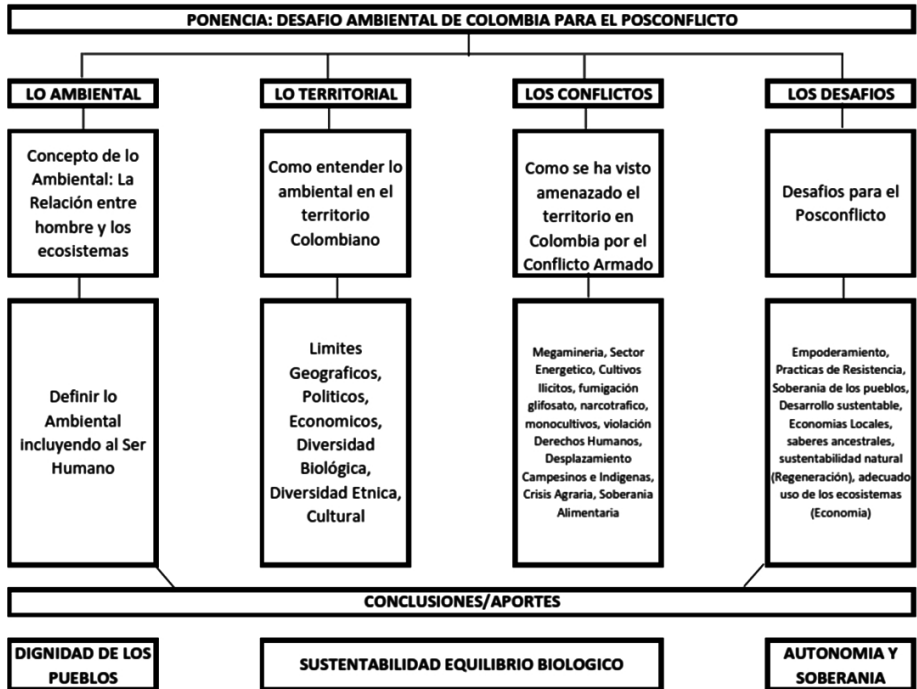 PONENCIA: DESAFIO AMBIENTAL DE COLOMBIA PARA EL POSCONFLICTO
LO AMBIENTAL
LO TERRITORIAL
LOS CONFLICTOS
LOS DESAFIOS
Concepto de lo
Ambiental: La
Relación entre
hombre y los
ecosistemas
Como entender lo
ambiental en el
territorio
Colombiano
Como se ha visto
amenazado el
territorio en
Colombia por el
Conflicto Armado
Desafios para el
Posconflicto
Definir lo
Ambiental
incluyendo al Ser
Humano
Limites
Geograficos,
Politicos,
Economicos,
Diversidad
Biológica,
Diversidad Etnica,
Cultural
Megamineria, Sector
Energetico, Cultivos
Ilicitos, fumigación
glifosato, narcotrafico,
monocultivos, violación
Derechos Humanos,
Desplazamiento
Campesinos e Indigenas,
Crisis Agraria, Soberania
Alimentaria
Empoderamiento,
Practicas de Resistencia,
Soberania de los pueblos,
Desarrollo sustentable,
Economias Locales,
saberes ancestrales,
sustentabilidad natural
(Regeneración), adecuado
uso de los ecosistemas
(Economia)
CONCLUSIONES/APORTES
DIGNIDAD DE LOS
PUEBLOS
SUSTENTABILIDAD EQUILIBRIO BIOLOGICO
AUTONOMIA Y
SOBERANIA